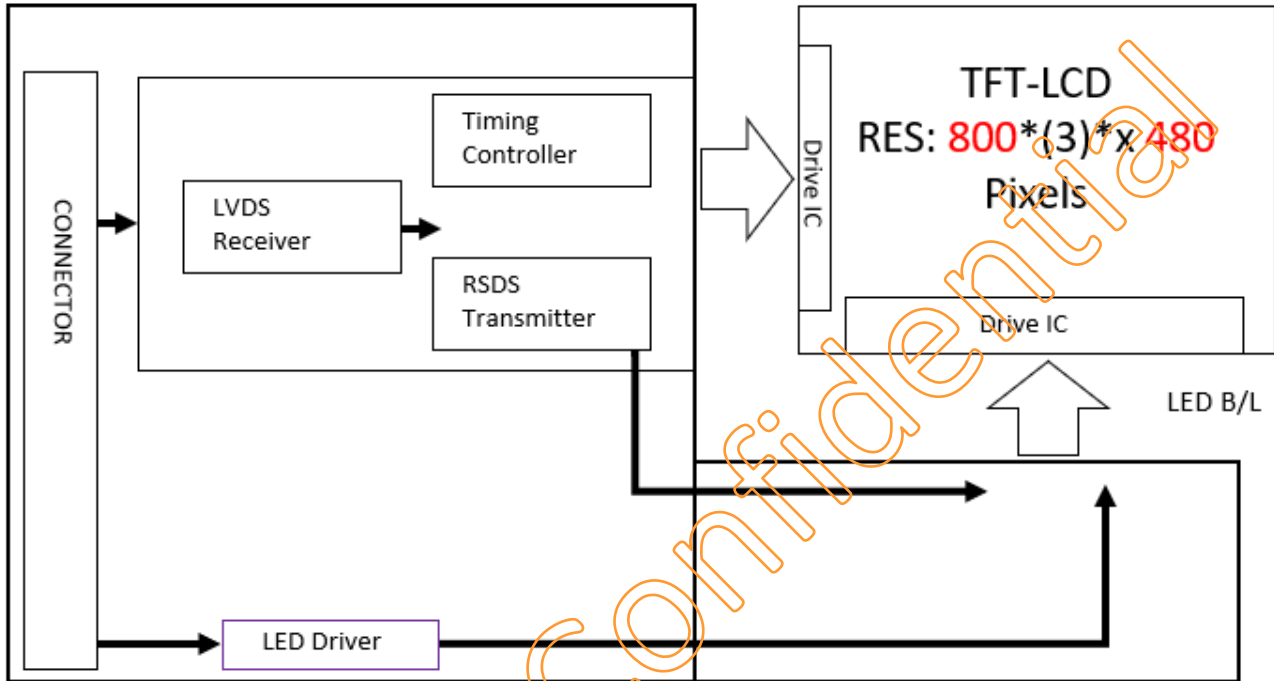 CONNECTOR
LVDS
Receiver
Timing
Controller
RSDS
Transmitter
LED Driver
Drive IC
TFT-LCD
RES: 800*(3)*x 480
Pixels
Drive IC
LED B/L
Confidential